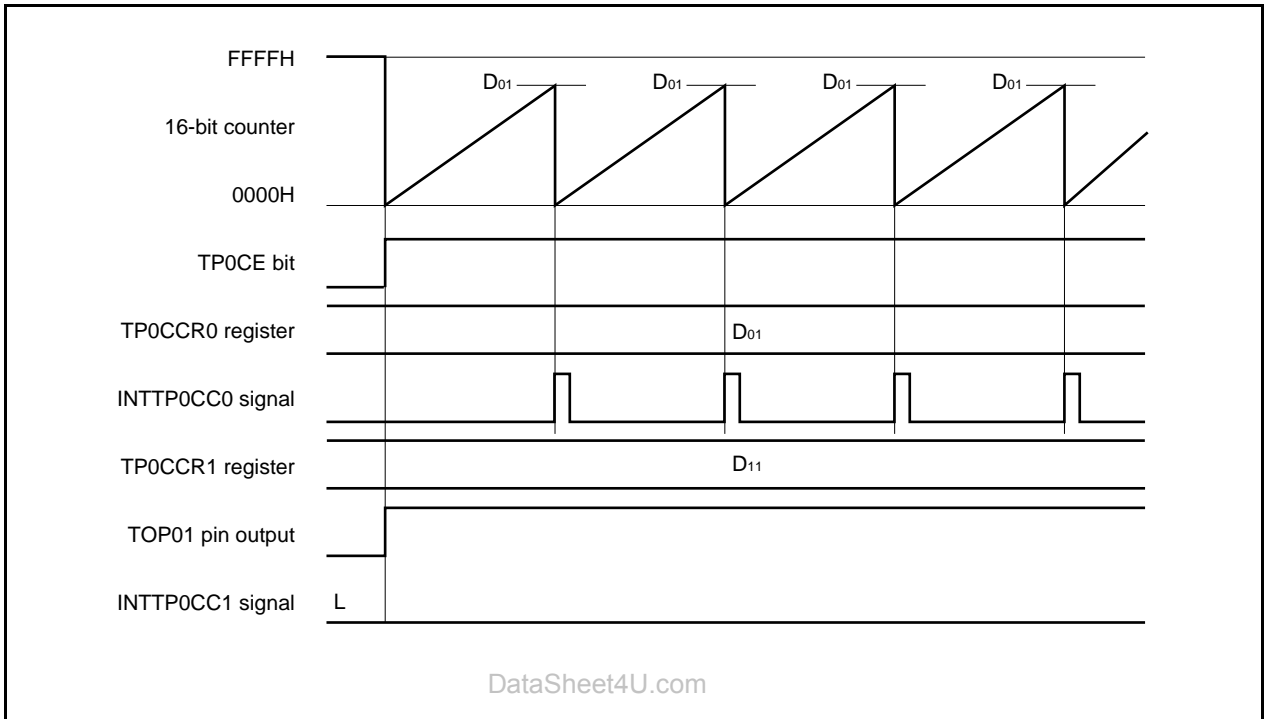 FFFFH
D01 D01 D01 D01
16-bit counter
0000H
TP0CE bit
TP0CCR0 register D01
INTTP0CC0 signal
TP0CCR1 register D11
TOP01 pin output
INTTP0CC1 signal L
DataSheet4U.com